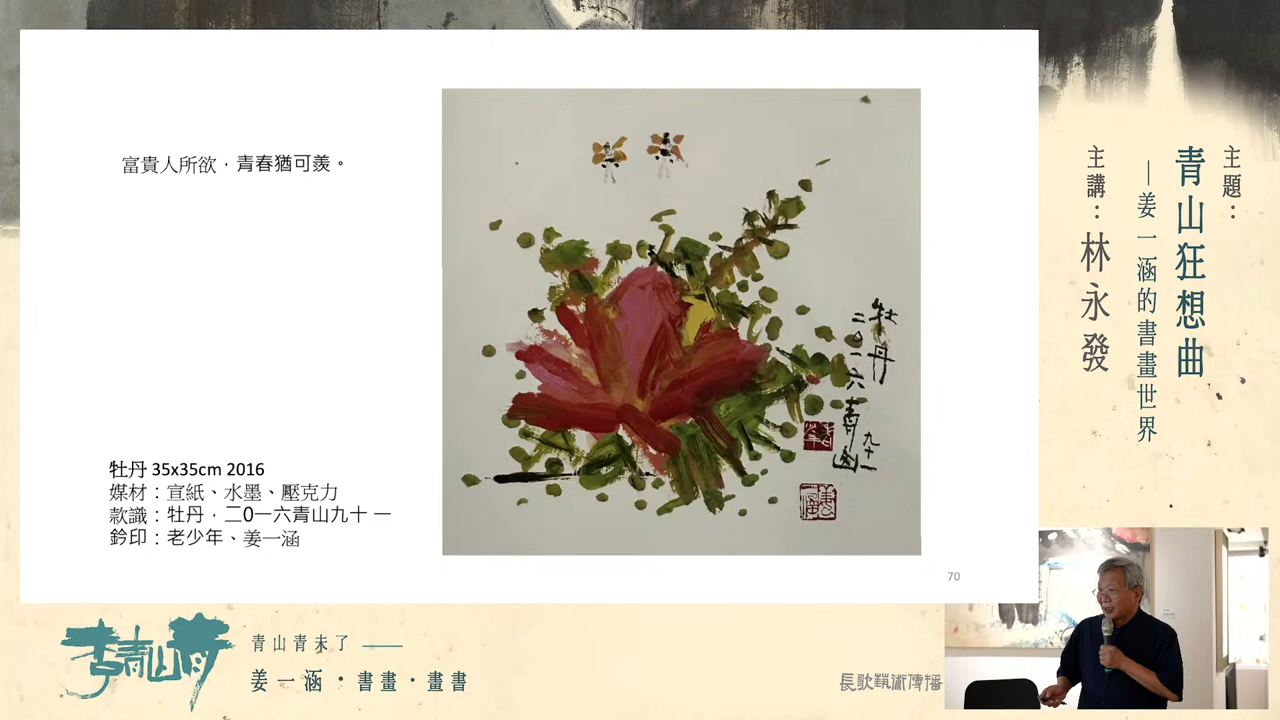 富貴人所欲，青春猶可羨。
牡丹 35x35cm 2016
媒材：宣紙、水墨、壓克力
款識：牡丹，二0一六青山九十 一
鈐印：老少年、姜一涵
牡丹
二〇一六青山
九十一
70
主題：
青山狂想曲
—姜一涵的書畫世界
主講：林永發
青山青未了——
姜一涵•書畫•畫書
長歌藝術傳播